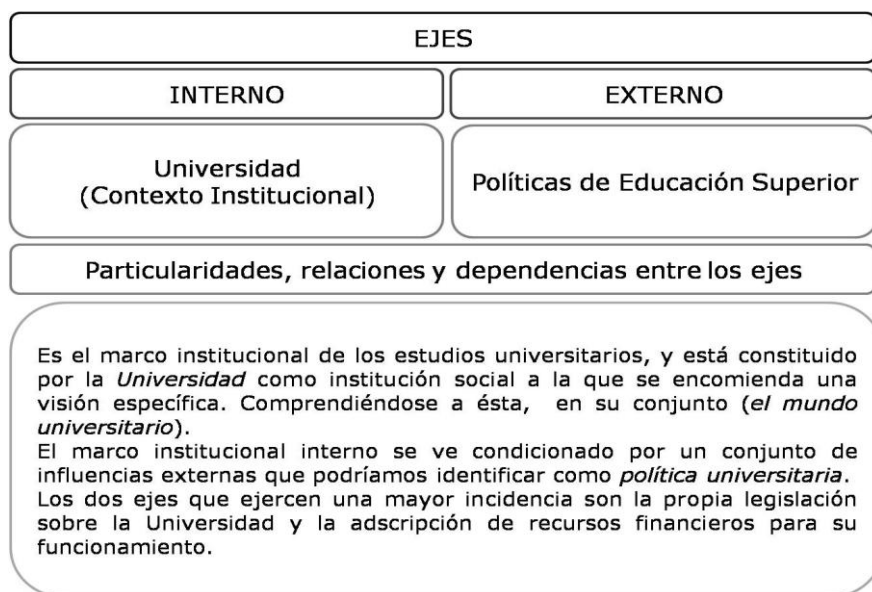 EJES
INTERNO
EXTERNO
Universidad
(Contexto Institucional)
Políticas de Educación Superior
Particularidades, relaciones y dependencias entre los ejes
Es el marco institucional de los estudios universitarios, y está constituido
por la Universidad como institución social a la que se encomienda una
visión específica. Comprendiéndose a ésta, en su conjunto (el mundo
universitario).
El marco institucional interno se ve condicionado por un conjunto de
influencias externas que podríamos identificar como política universitaria.
Los dos ejes que ejercen una mayor incidencia son la propia legislación
sobre la Universidad y la adscripción de recursos financieros para su
funcionamiento.